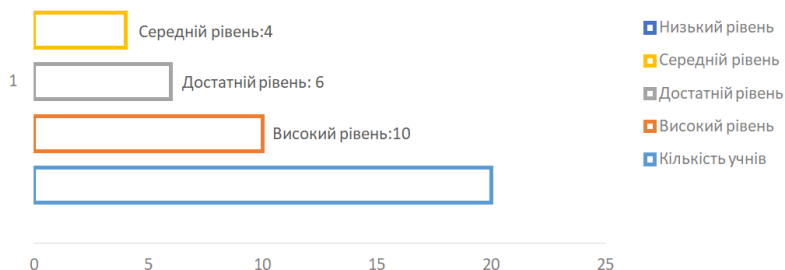 Середній рівень:4
1
Достатній рівень: 6
Високий рівень:10
0 5 10 15 20 25
Низький рівень
Середній рівень
Достатній рівень
Високий рівень
Кількість учнів